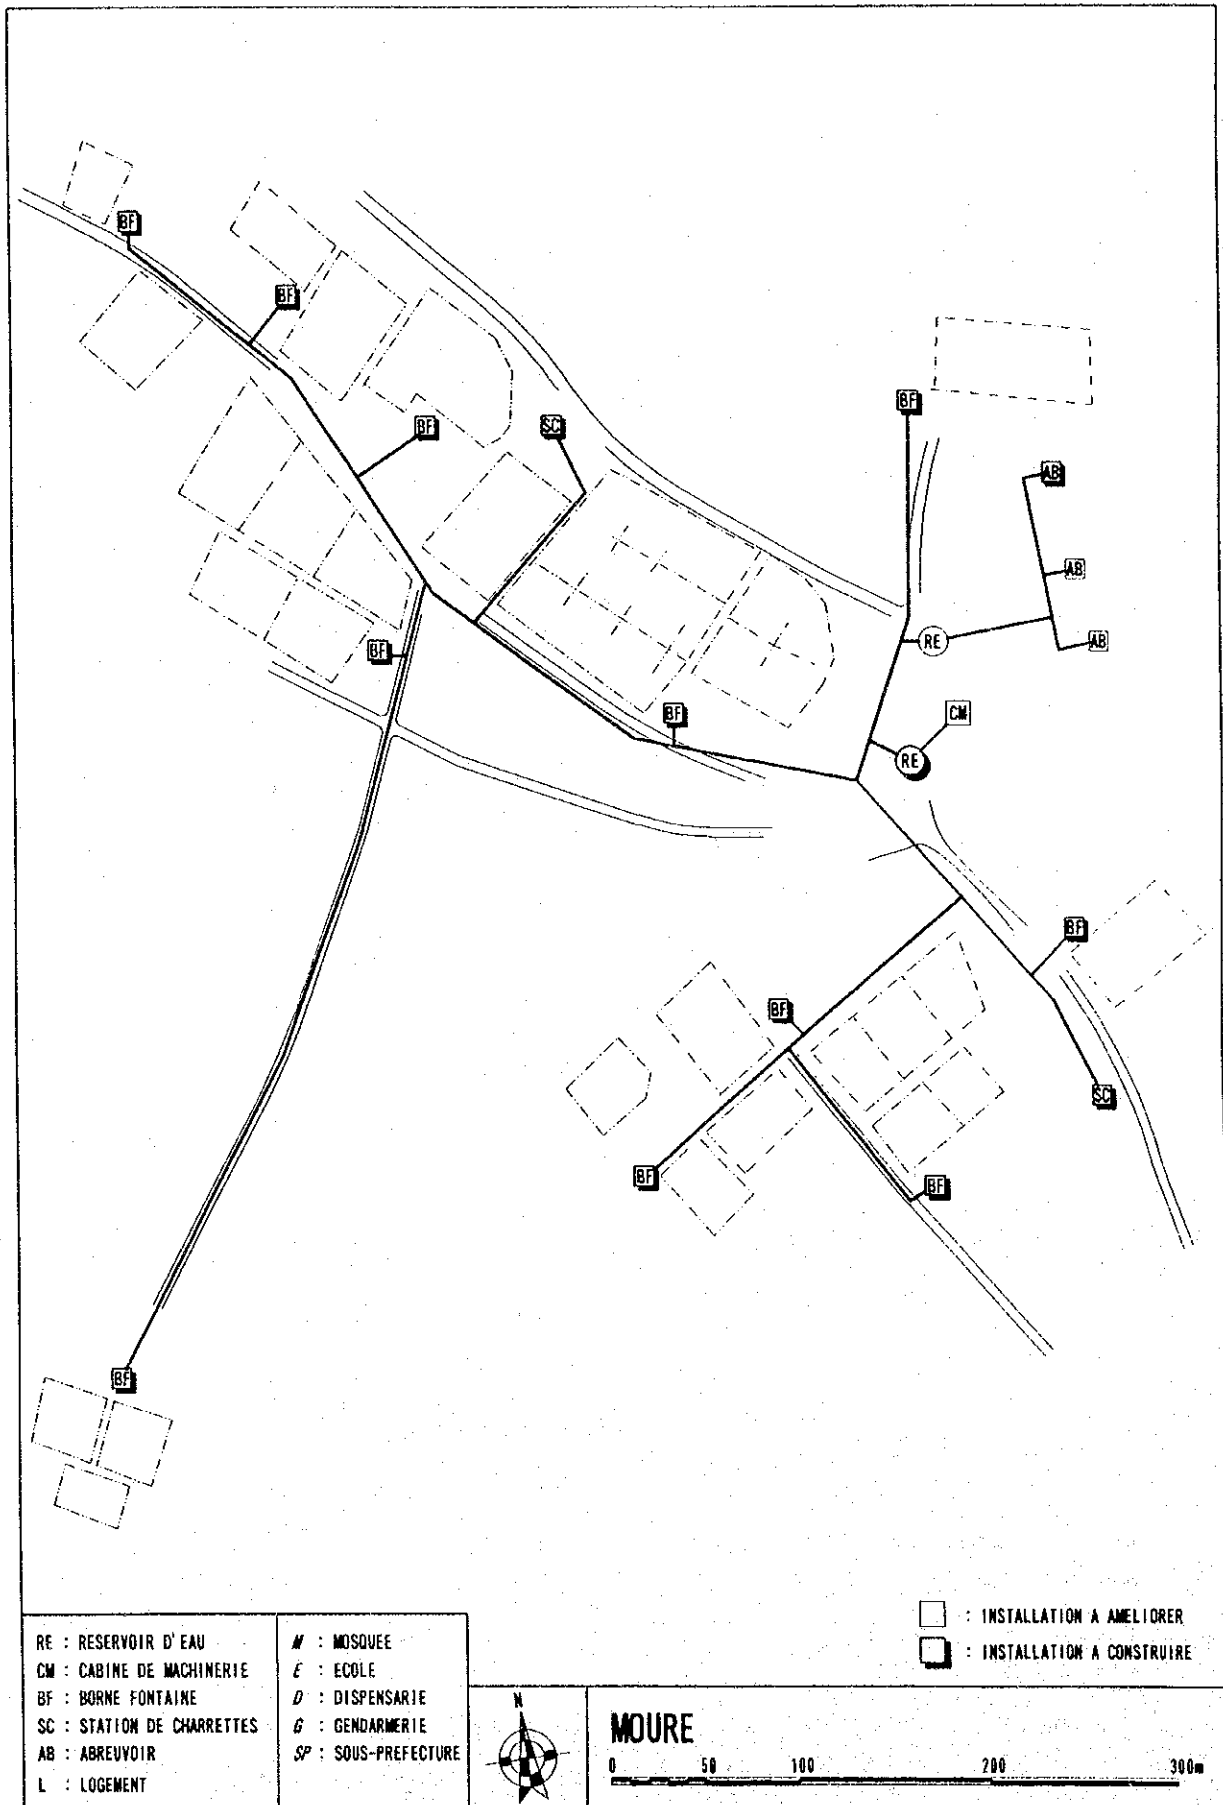 BF
BF
BF
BF
SC
AB
AB
RE
AB
BF
BF
CM
RE
BF
BF
SC
BF
BF
BF
: INSTALLATION A AMELIORER
: INSTALLATION A CONSTRUIRE
RE : RESERVOIR D'EAU
CM : CABINE DE MACHINERIE
BF : BORNE FONTAINE
SC : STATION DE CHARRETTES
AB : ABREUVOIR
L : LOGEMENT
M : MOSQUEE
E : ECOLE
D : DISPENSARIE
G : GENDARMERIE
SP : SOUS-PREFECTURE
N
MOURE
0 50 100 200 300m